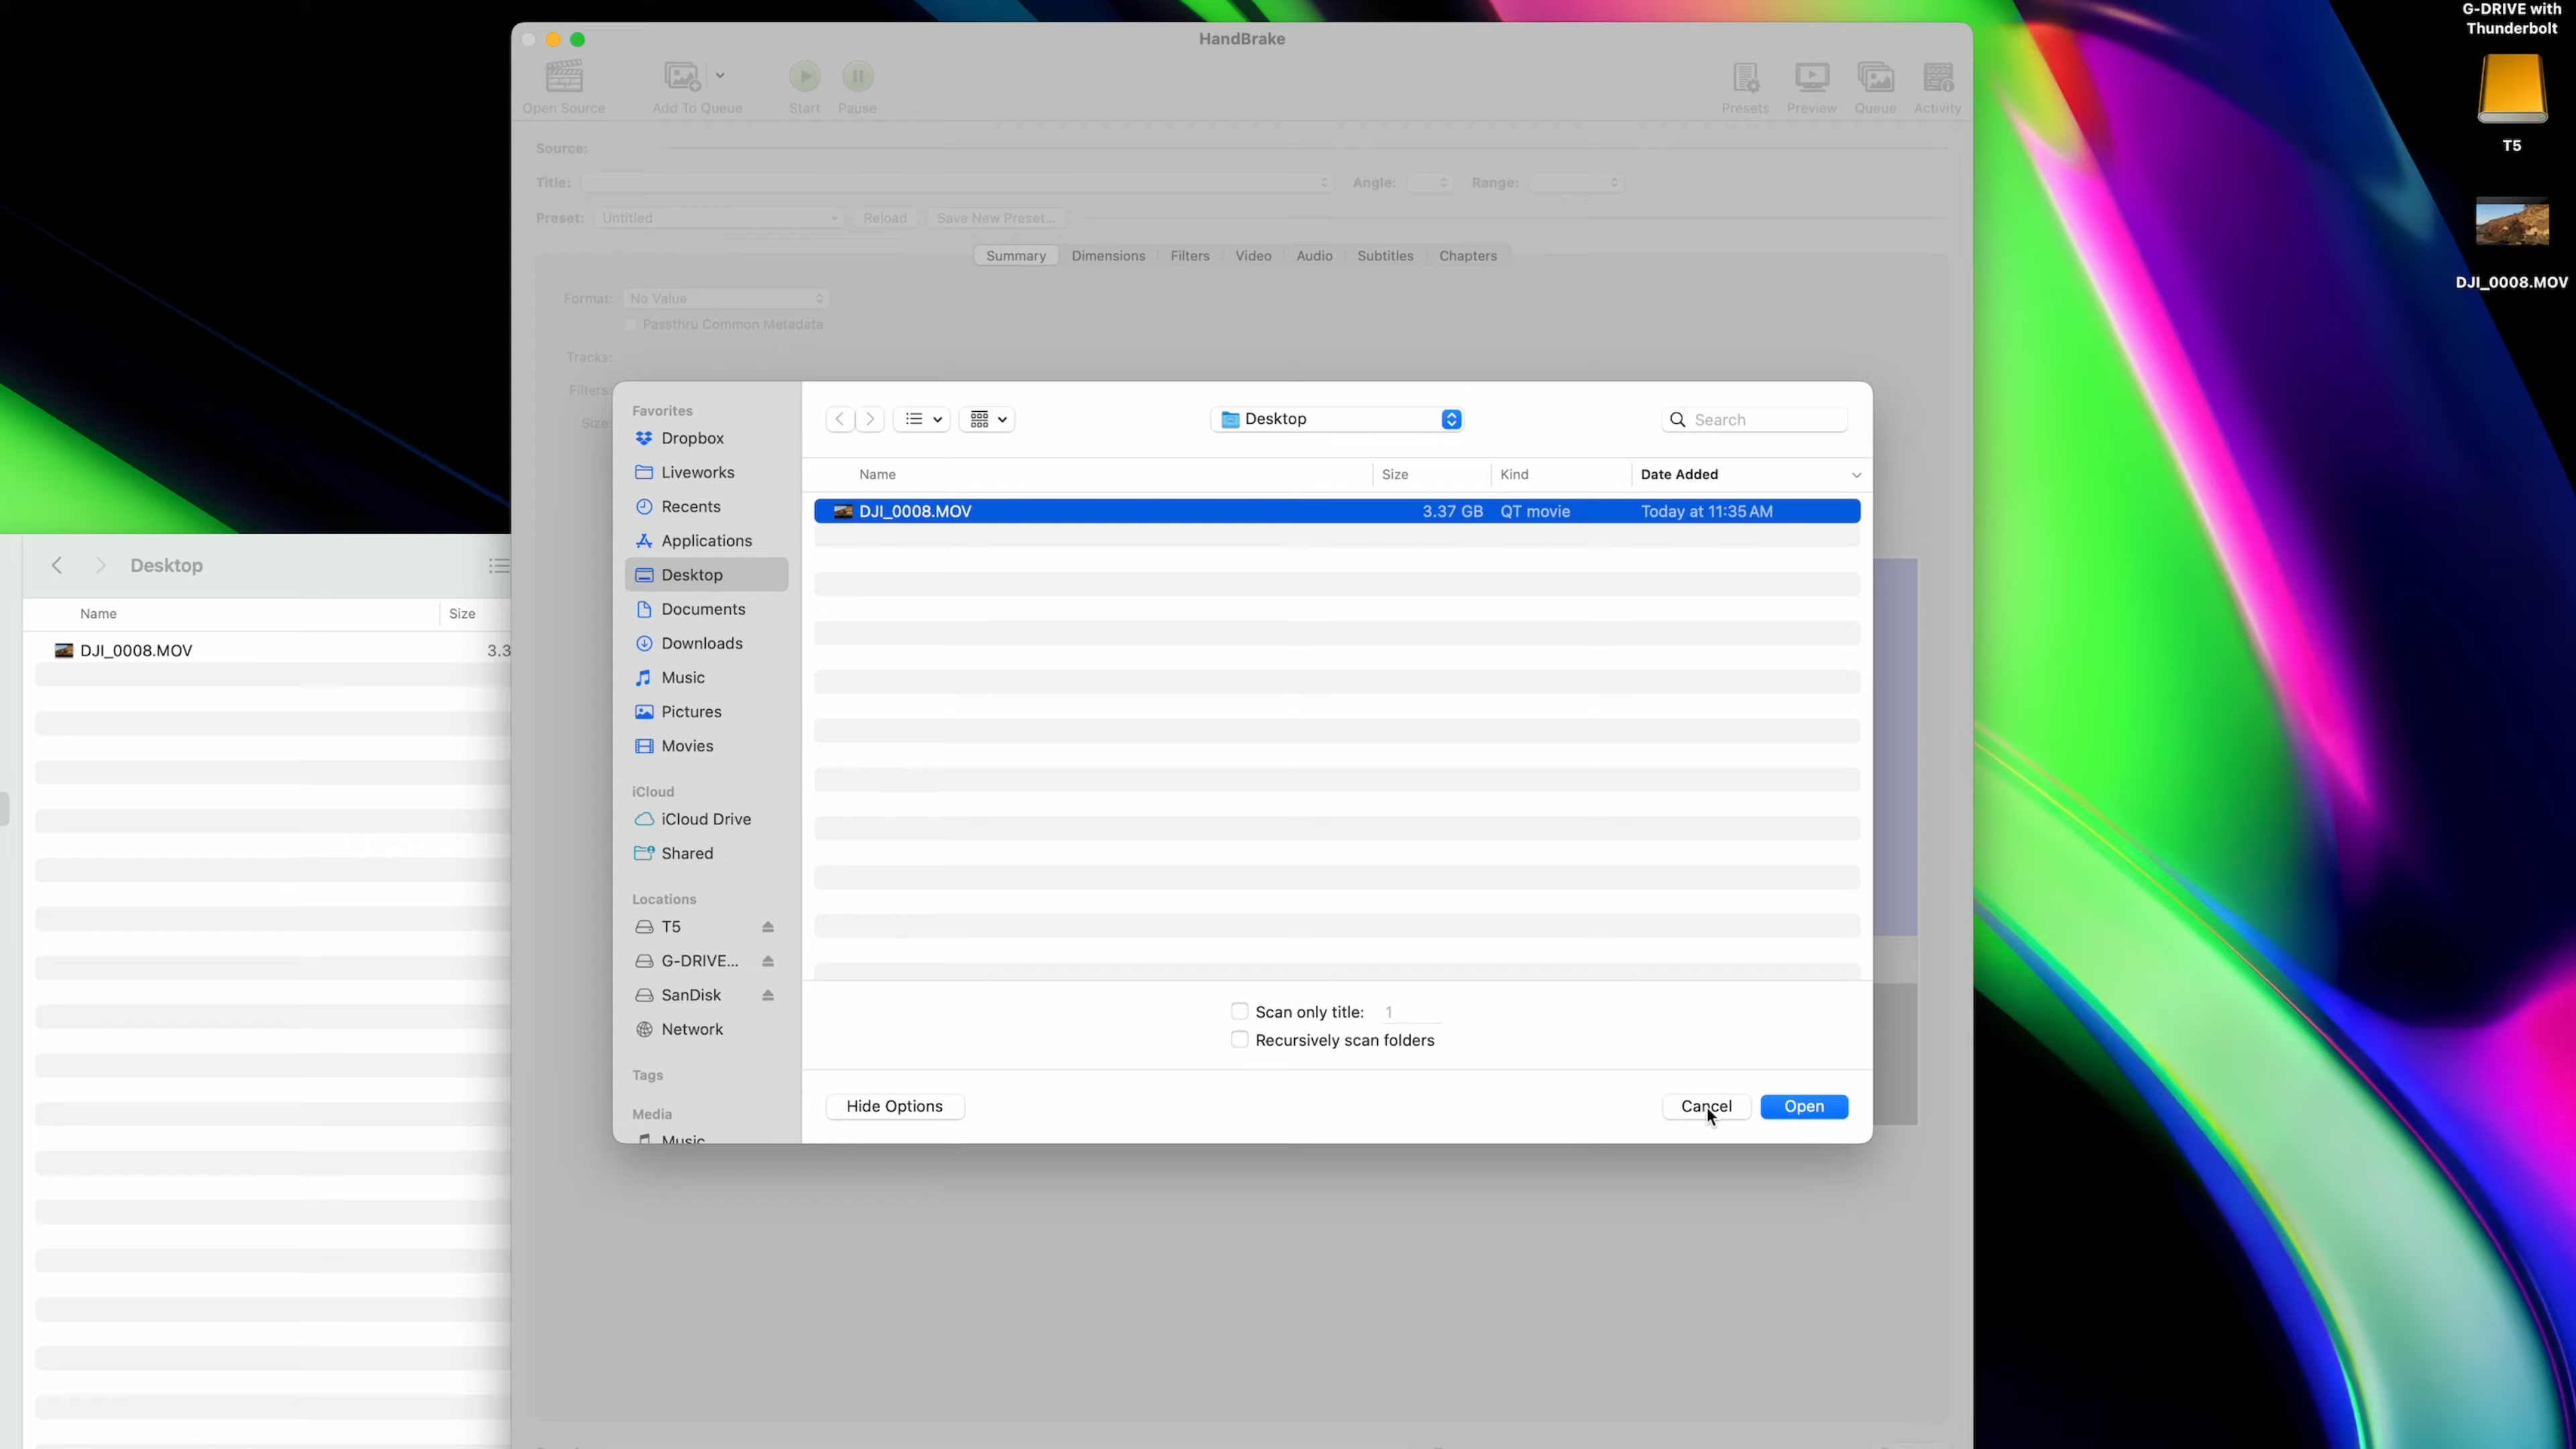 G-DRIVE with
Thunderbolt
T5
DJI_0008.MOV
HandBrake
Open Source
Add To Queue
Start
Pause
Presets
Preview
Queue
Activity
Source:
Title:
Angle:
Range:
Preset: Untitled
Reload
Save New Preset...
Summary
Dimensions
Filters
Video
Audio
Subtitles
Chapters
Format: No Value
Passthru Common Metadata
Tracks:
Filters:
Size:
Desktop
Name
Size
DJI_0008.MOV
3.3
Favorites
Dropbox
Liveworks
Recents
Applications
Desktop
Documents
Downloads
Music
Pictures
Movies
iCloud
iCloud Drive
Shared
Locations
T5
G-DRIVE...
SanDisk
Network
Tags
Media
Music
Desktop
Search
Name
Size
Kind
Date Added
DJI_0008.MOV
3.37 GB
QT movie
Today at 11:35 AM
Scan only title: 1
Recursively scan folders
Hide Options
Cancel
Open